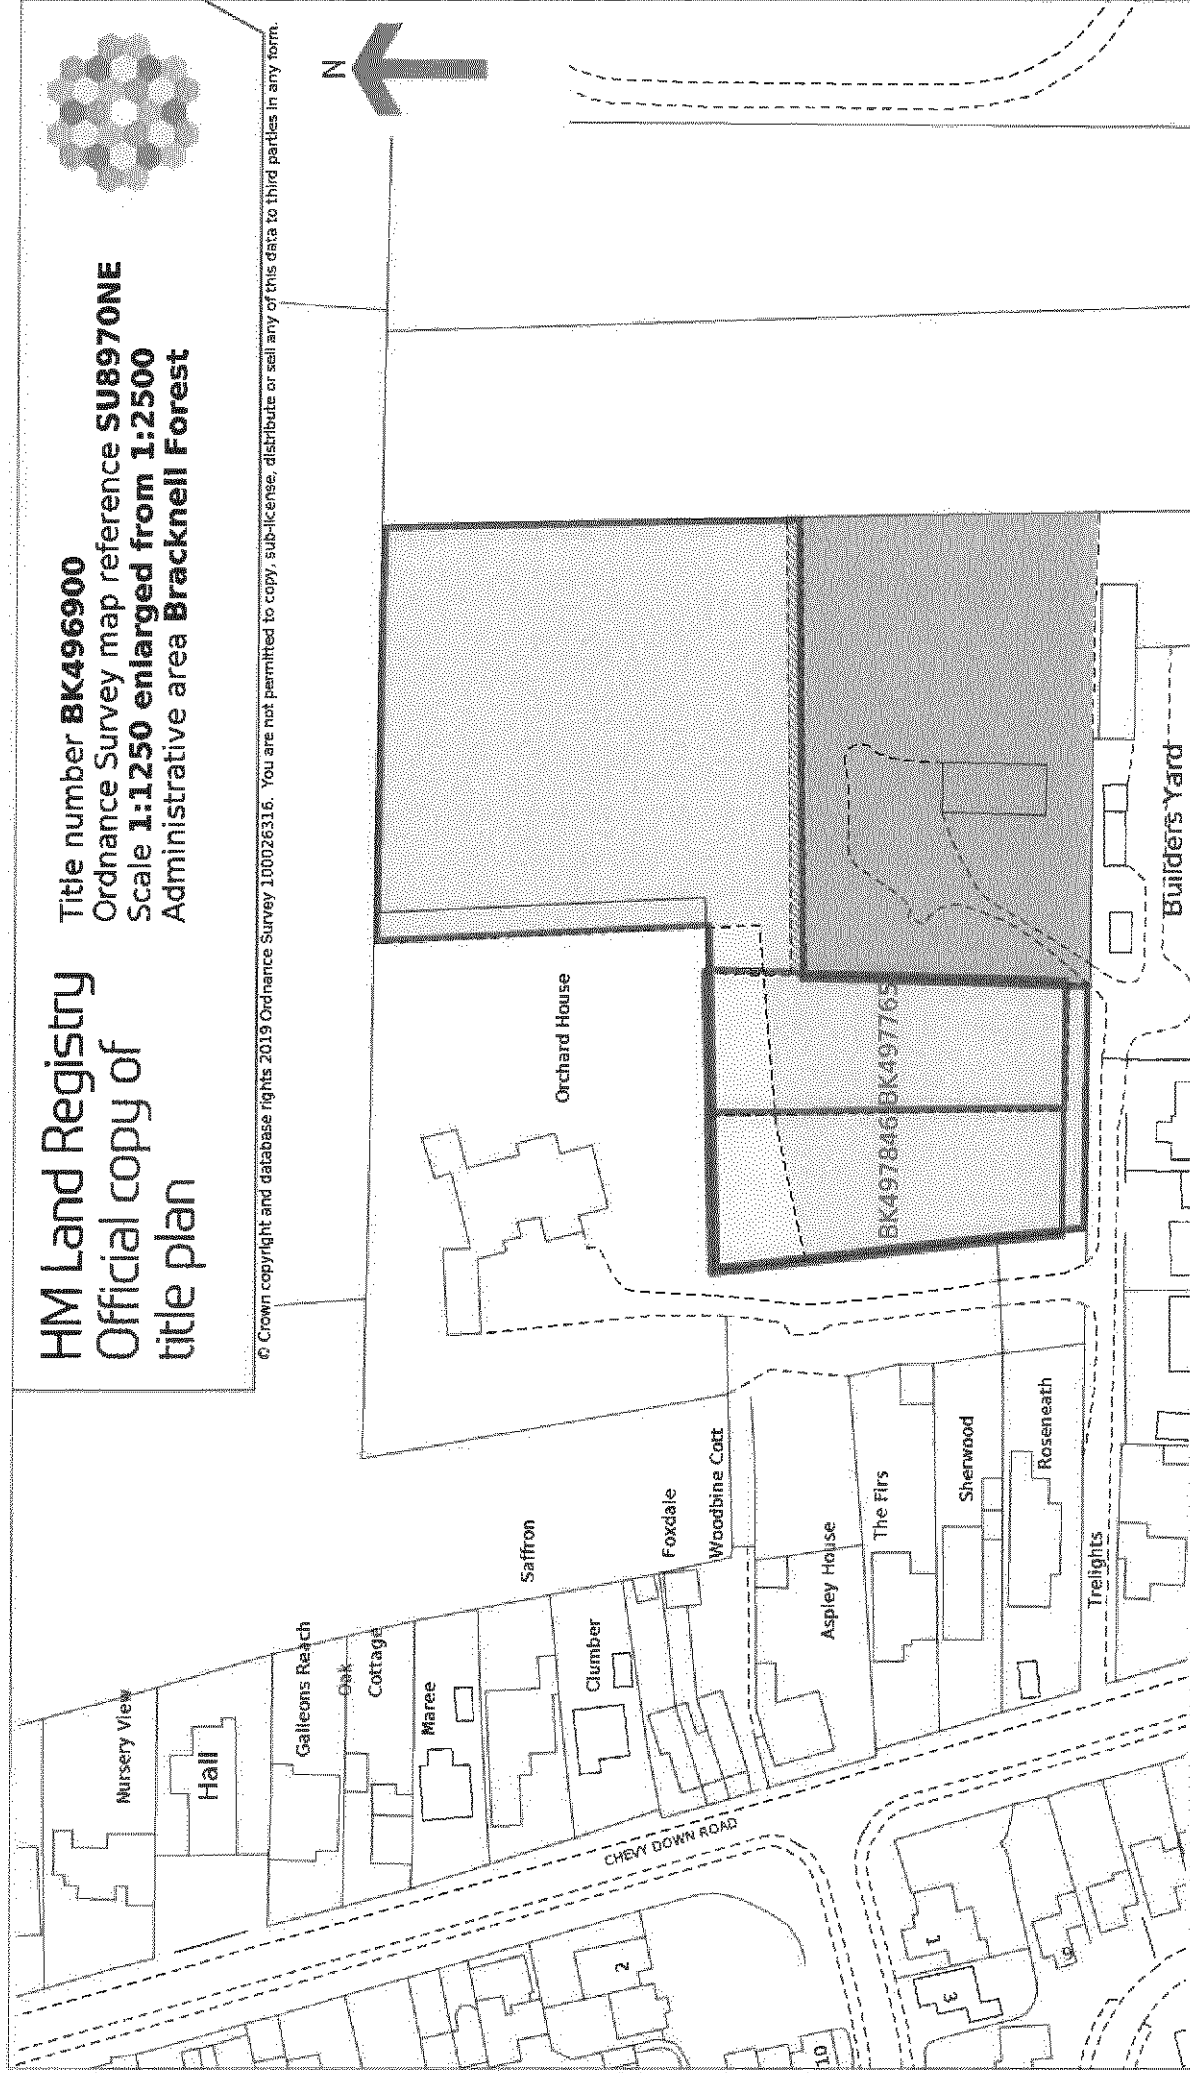 HM Land Registry
Official copy of
title plan
Title number BK496900
Ordnance Survey map reference SU8970NE
Scale 1:1250 enlarged from 1:2500
Administrative area Bracknell Forest
© Crown copyright and database rights 2019 Ordnance Survey 100026316. You are not permitted to copy, sub-license, distribute or sell any of this data to third parties in any form.
N
Nursery View
Hall
Galleons Reach
Oak
Cottage
Maree
Saffron
Clumber
Foxdale
Woodbine Cott
Orchard House
Aspley House
The Firs
Sherwood
Roseneath
Trelights
BK497846
BK497765
Builders Yard
CHEVY DOWN ROAD
2
10
1
3
9